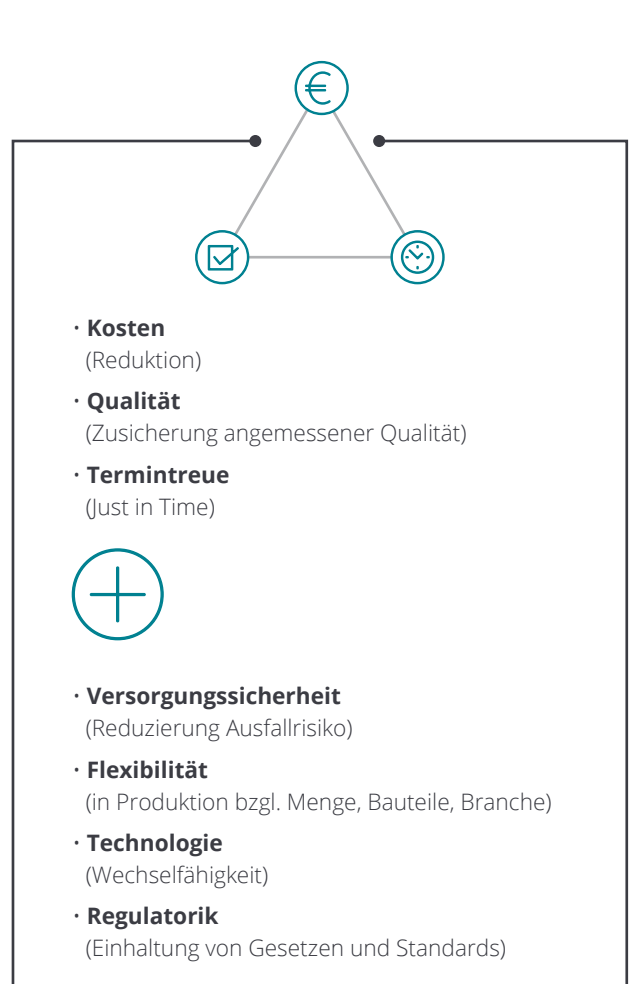 €
· Kosten
(Reduktion)
· Qualität
(Zusicherung angemessener Qualität)
· Termintreue
(Just in Time)
· Versorgungssicherheit
(Reduzierung Ausfallrisiko)
· Flexibilität
(in Produktion bzgl. Menge, Bauteile, Branche)
· Technologie
(Wechselfähigkeit)
· Regulatorik
(Einhaltung von Gesetzen und Standards)